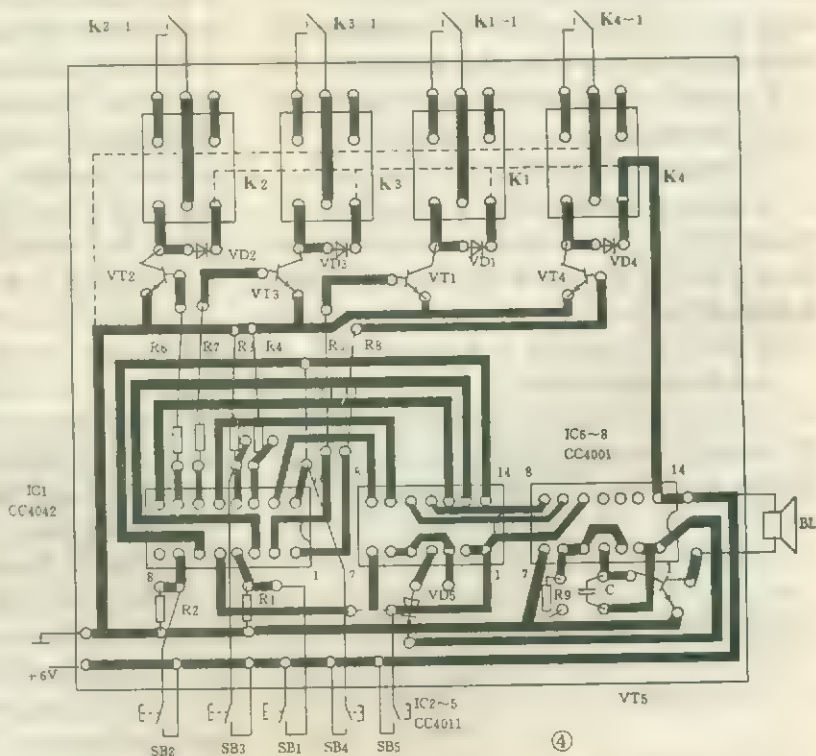 K2-1 K3-1 K1-1 K4-1
K2 K3 K1 K4
VD2 VD3 VD1 VD4
VT2 VT3 VT1 VT4
R6 R7 R3 R4 R8
IC6~8
CC4001
8 14 8 14
IC1
CC4042
BL
8 1 7 1 7 1
R2 R1 VD5 R9 C
+6V
IC2~5
CC4011
VT5
SB2 SB3 SB1 SB4 SB5
④